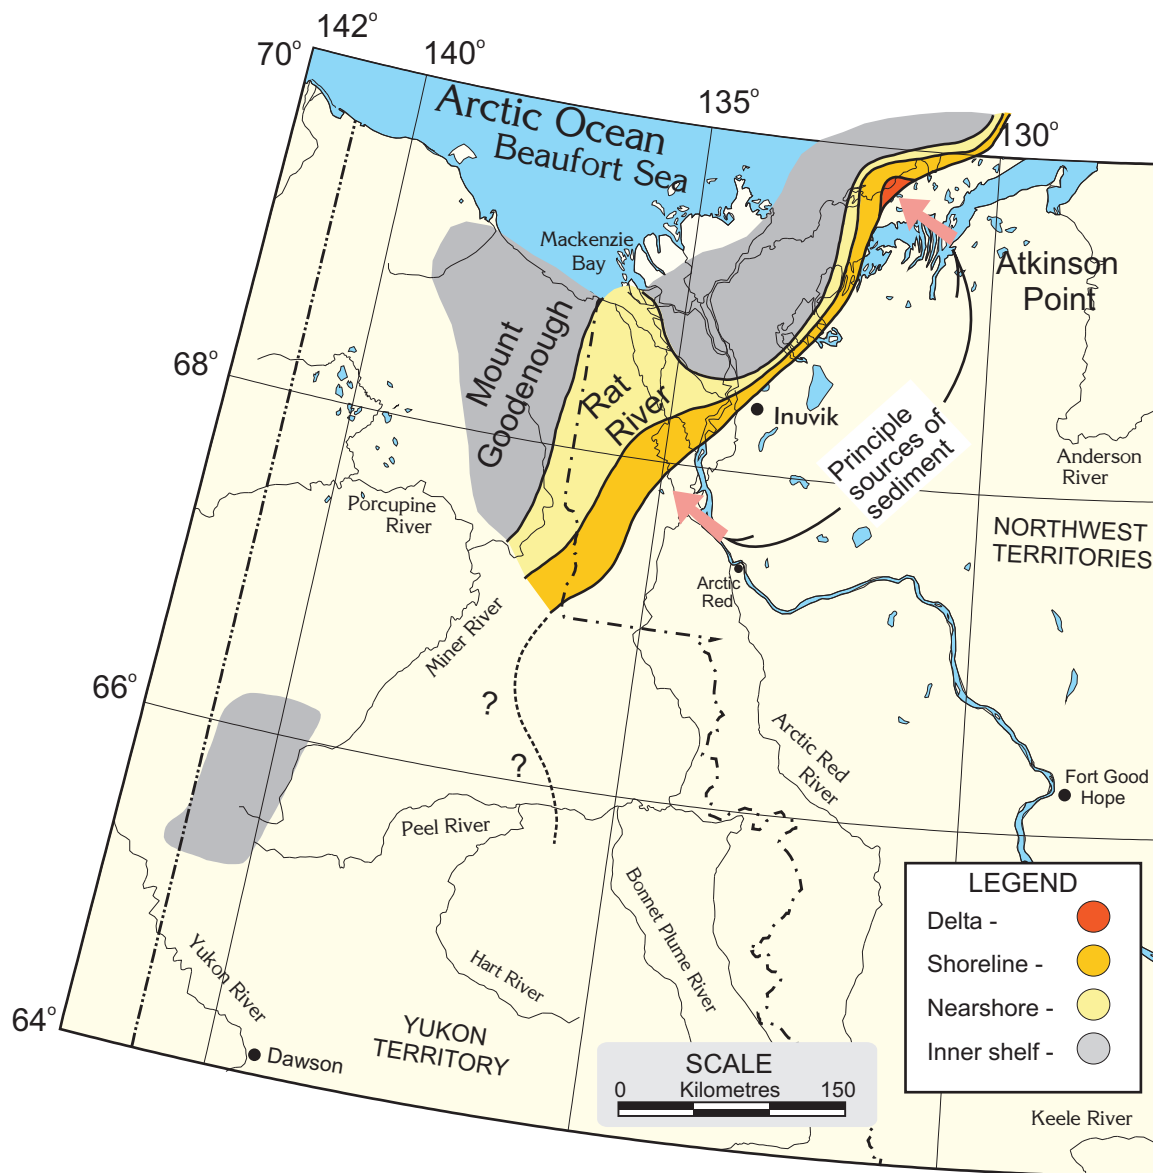 142°
70°
140°
135°
130°
Arctic Ocean
Beaufort Sea
Mackenzie
Bay
Atkinson
Point
68°
Mount
Goodenough
Rat
River
Inuvik
Principle
sources of
sediment
Anderson
River
Porcupine
River
NORTHWEST
TERRITORIES
Arctic
Red
Miner River
66°
?
?
Arctic Red
River
Fort Good
Hope
Peel River
Bonnet Plume River
Hart River
Yukon River
64°
YUKON
TERRITORY
Dawson
LEGEND
Delta -
Shoreline -
Nearshore -
Inner shelf -
SCALE
0 Kilometres 150
Keele River